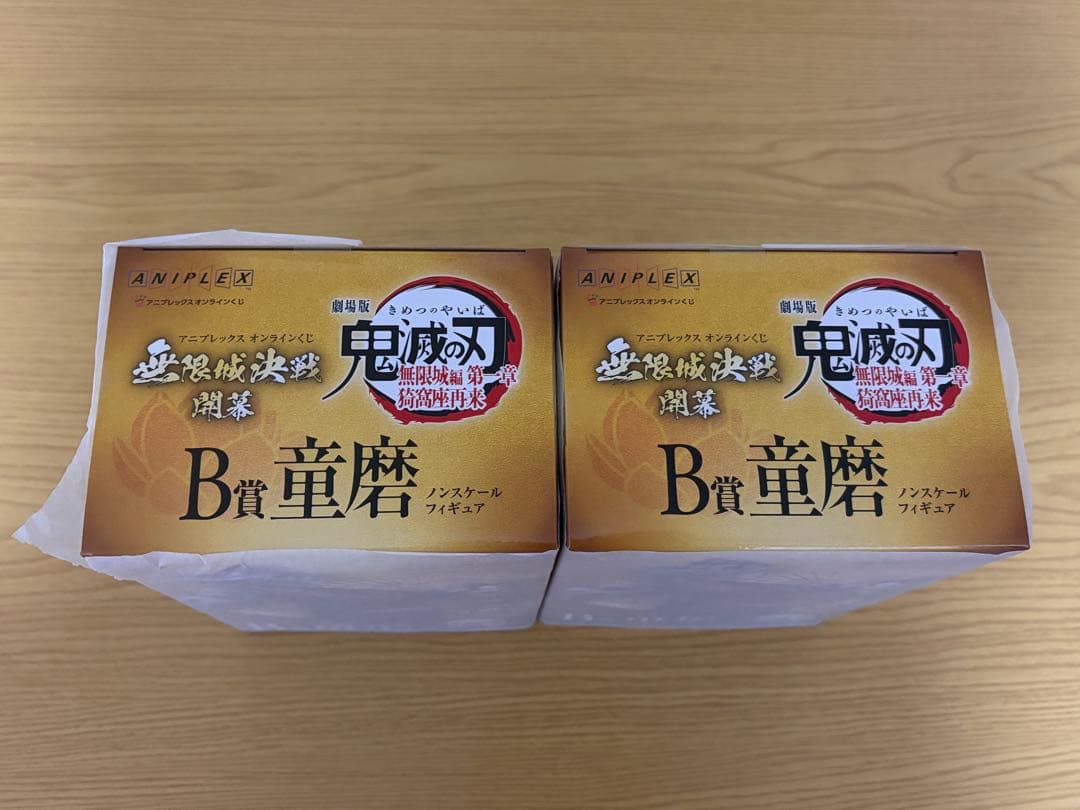 ANIPLEX
アニプレックス オンラインくじ
アニプレックス オンラインくじ
無限城決戦
開幕
劇場版
きめつのやいば
鬼滅の刃
無限城編 第一章
猗窩座再来
B賞 童磨
ノンスケール
フィギュア
ANIPLEX
アニプレックス オンラインくじ
アニプレックス オンラインくじ
無限城決戦
開幕
劇場版
きめつのやいば
鬼滅の刃
無限城編 第一章
猗窩座再来
B賞 童磨
ノンスケール
フィギュア